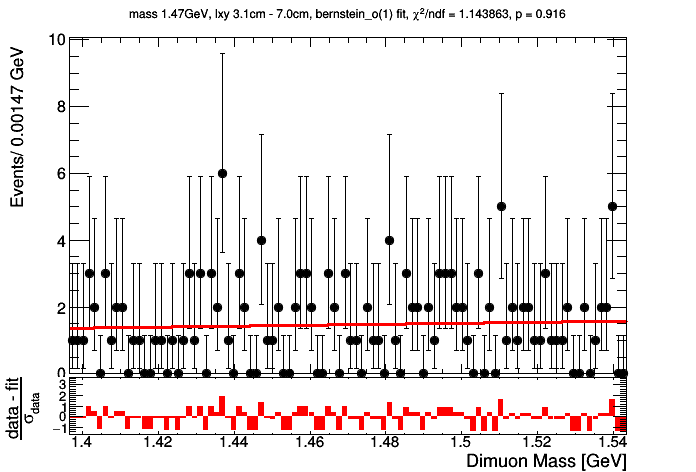 mass 1.47GeV, lxy 3.1cm - 7.0cm, bernstein_o(1) fit, χ²/ndf = 1.143863, p = 0.916
Events/ 0.00147 GeV
10
8
6
4
2
0
data - fit
σdata
3
2
1
0
−1
1.4 1.42 1.44 1.46 1.48 1.5 1.52 1.54
Dimuon Mass [GeV]